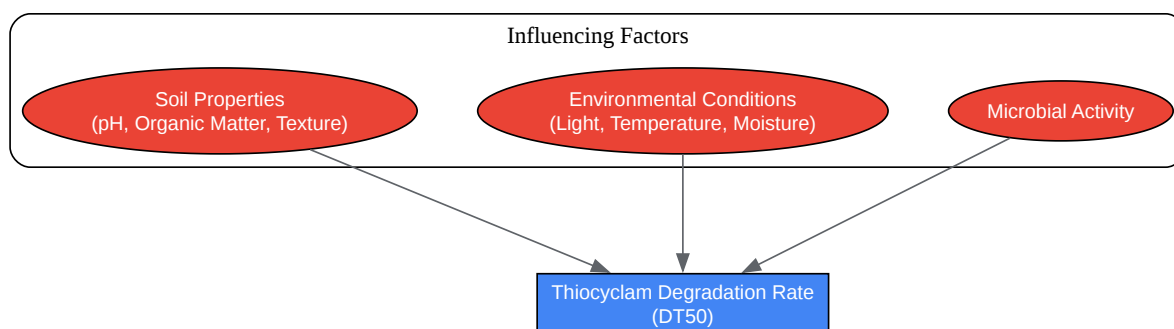 Influencing Factors
Soil Properties
(pH, Organic Matter, Texture)
Environmental Conditions
(Light, Temperature, Moisture)
Microbial Activity
Thiocyclam Degradation Rate
(DT50)